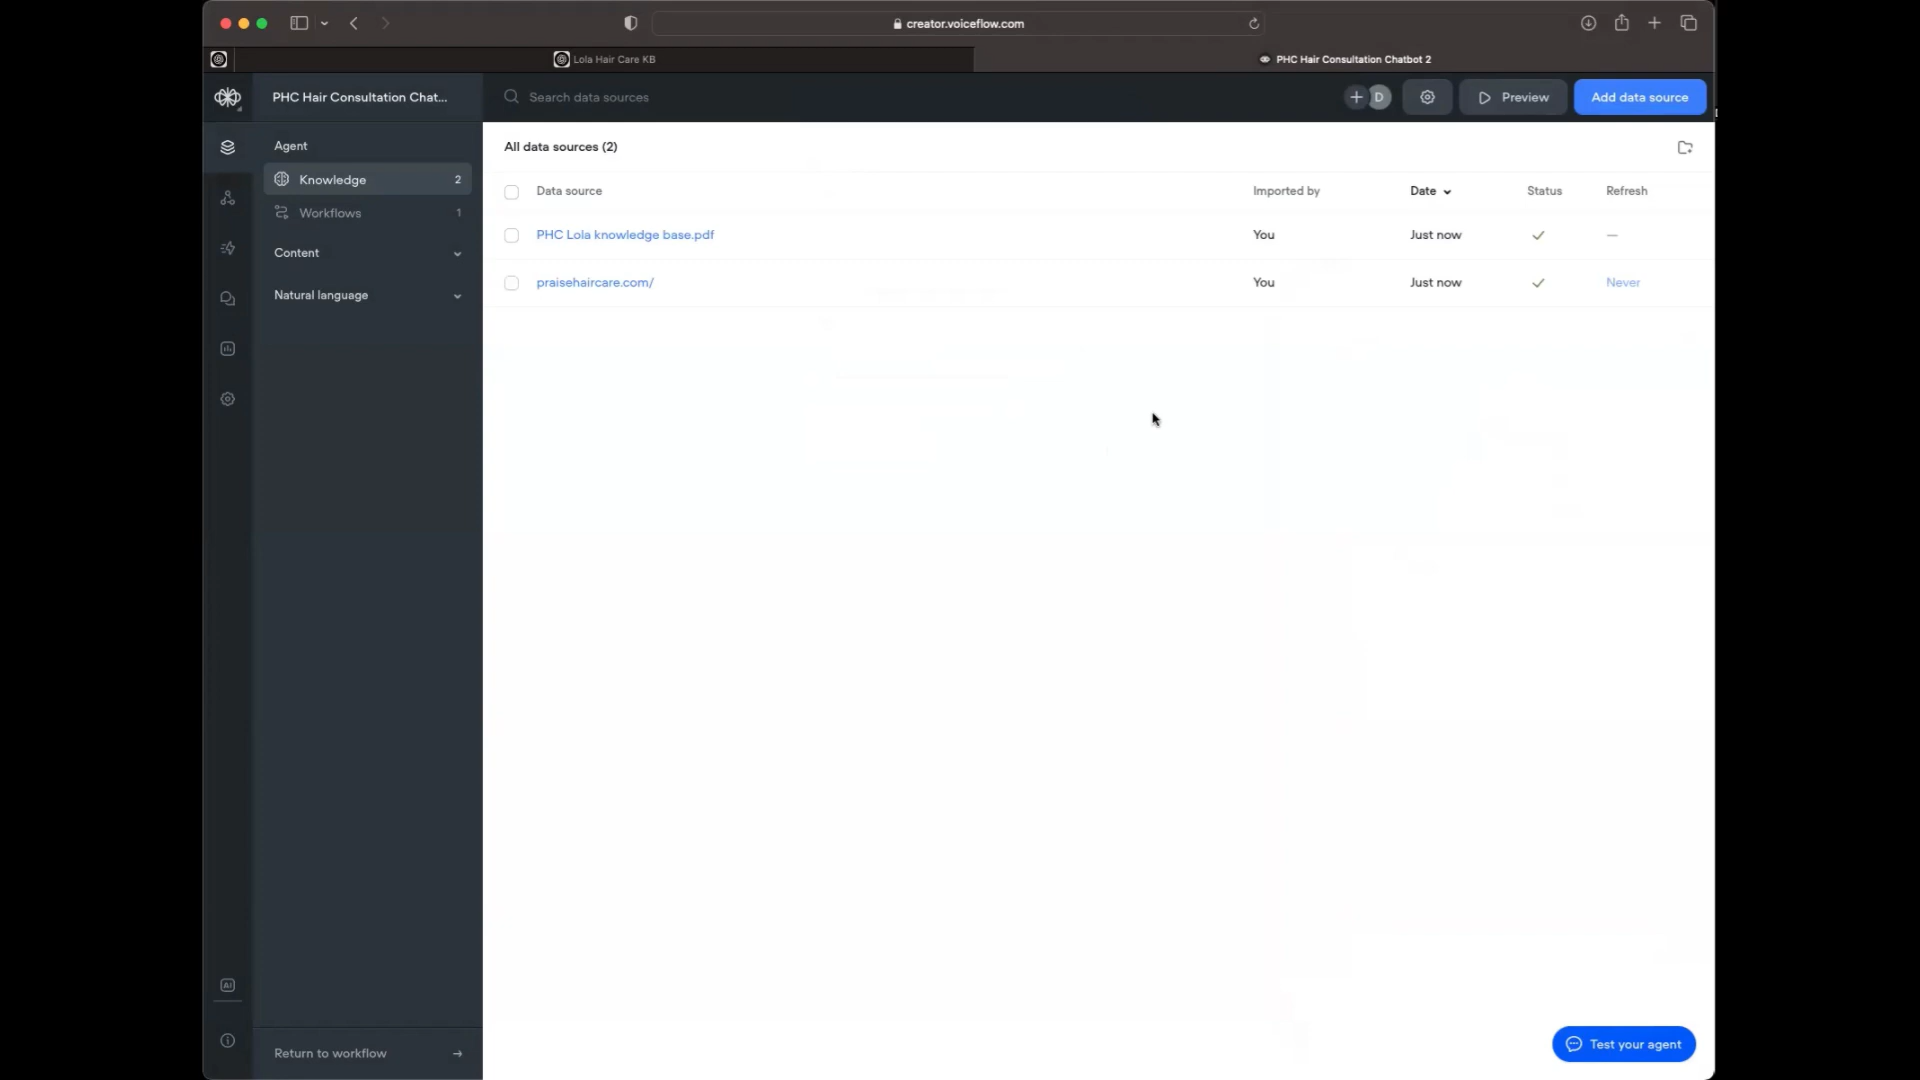 creator.voiceflow.com
Lola Hair Care KB
PHC Hair Consultation Chatbot 2
PHC Hair Consultation Chat...
Search data sources
D
Preview
Add data source
Agent
Knowledge 2
Workflows 1
Content
Natural language
All data sources (2)
Data source Imported by Date Status Refresh
PHC Lola knowledge base.pdf You Just now —
praisehaircare.com/ You Just now Never
AI
Return to workflow
Test your agent